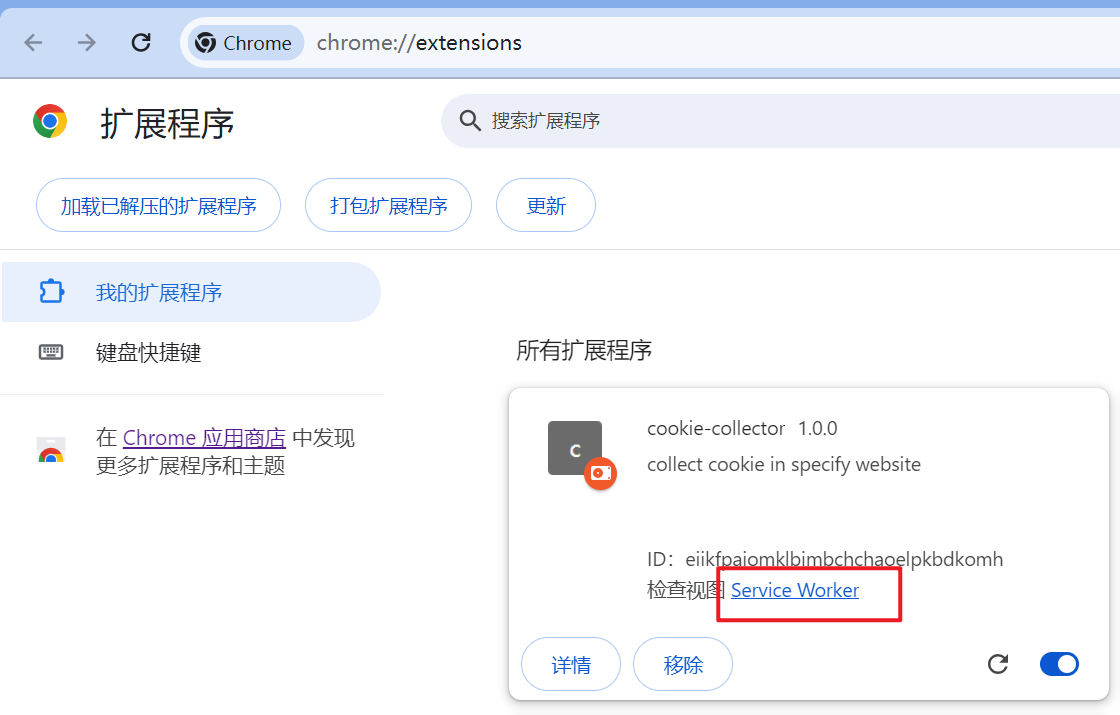 Chrome chrome://extensions
扩展程序
搜索扩展程序
加载已解压的扩展程序 打包扩展程序 更新
我的扩展程序
键盘快捷键
在 Chrome 应用商店 中发现
更多扩展程序和主题
所有扩展程序
C
cookie-collector 1.0.0
collect cookie in specify website
ID：eiikfpaiomklbimbchchaoelpkbdkomh
检查视图 Service Worker
详情 移除